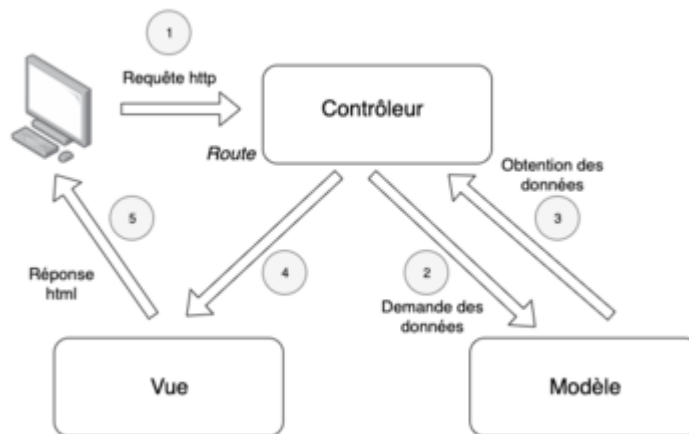 1
Requête http
Contrôleur
Route
Obtention des
données
3
5
4
2
Réponse
html
Demande des
données
Vue
Modèle